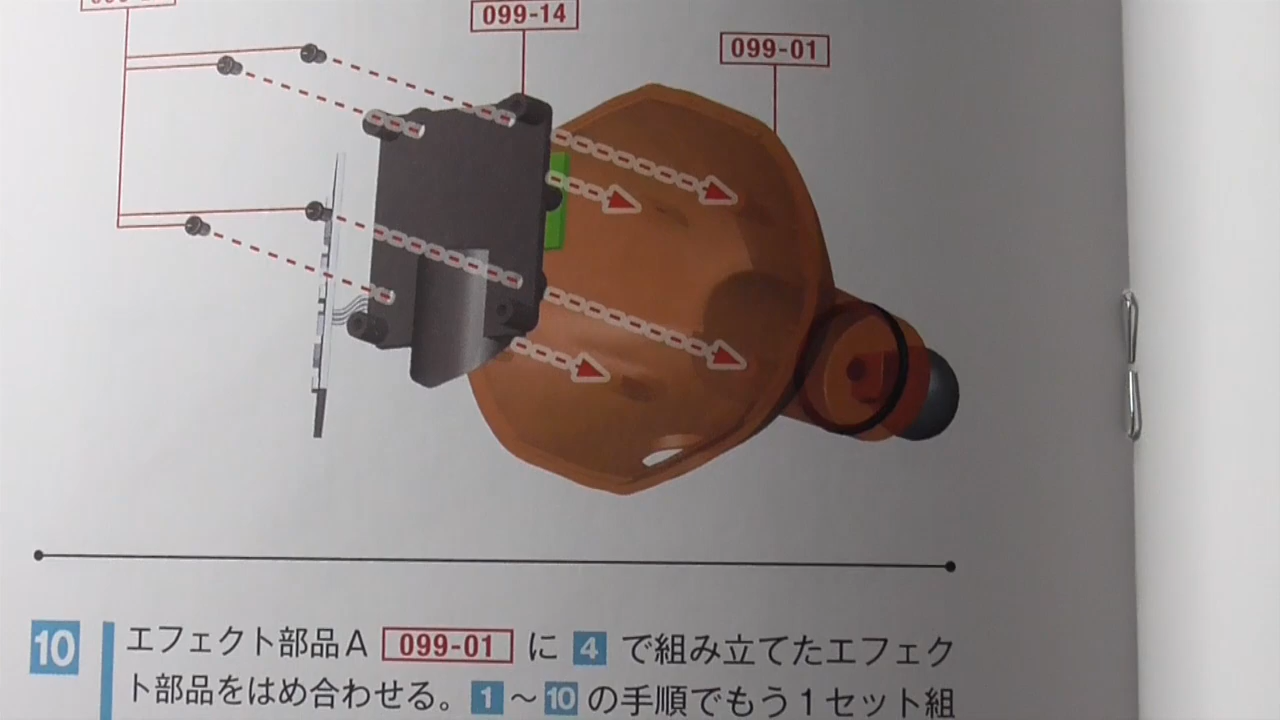 099-14
099-01
10 エフェクト部品A 099-01 に 4 で組み立てたエフェク
ト部品をはめ合わせる。 1 ～ 10 の手順でもう1セット組